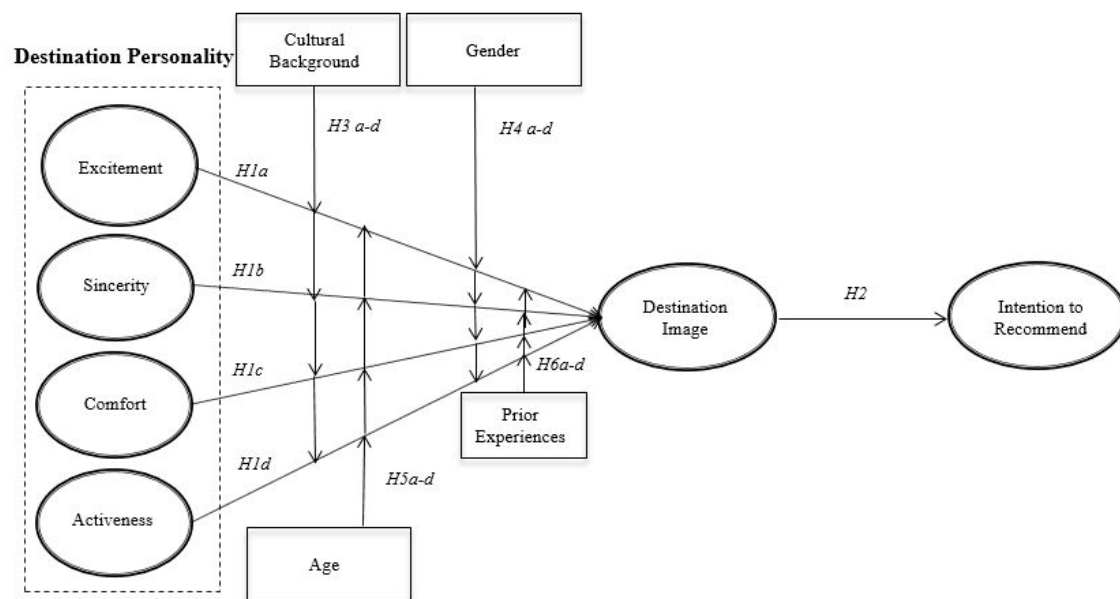 Destination Personality
Cultural
Background
Gender
H3 a-d
H4 a-d
Excitement
H1a
Sincerity
H1b
Destination
Image
H2
Intention to
Recommend
Comfort
H1c
H6a-d
Prior
Experiences
H1d
H5a-d
Activeness
Age